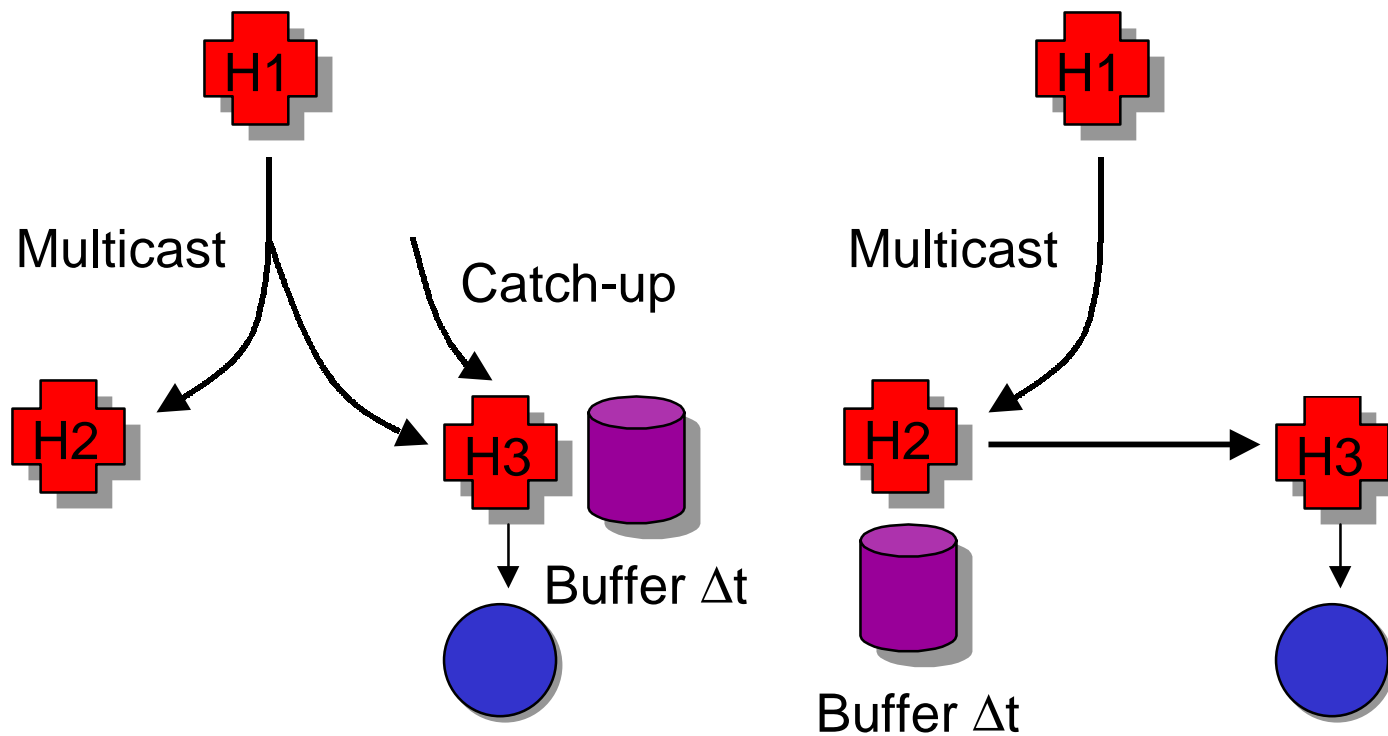 H1
Multicast
Catch-up
H2
H3
Buffer Δt
H1
Multicast
H2
H3
Buffer Δt